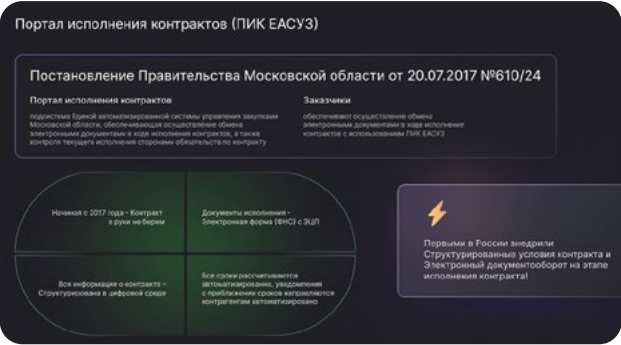 Портал исполнения контрактов (ПИК ЕАСУЗ)
Постановление Правительства Московской области от 20.07.2017 №610/24
Портал исполнения контрактов
подсистема Единой автоматизированной системы управления закупками
Московской области, обеспечивающая осуществление обмена
электронными документами в ходе исполнения контрактов, а также
контроля текущего исполнения сторонами обязательств по контракту
Заказчики
обеспечивают осуществление обмена
электронными документами в ходе исполнения
контрактов с использованием ПИК ЕАСУЗ
Начиная с 2017 года - Контракт
в руки не берем
Документы исполнения -
Электронная форма (ФНС) с ЭЦП
Вся информация о контракте -
Структурирована в цифровой среде
Все сроки рассчитываются
автоматизированно, уведомления
с приближении сроков направляются
контрагентам автоматизировано
Первыми в России внедрили
Структурированные условия контракта и
Электронный документооборот на этапе
исполнения контракта!